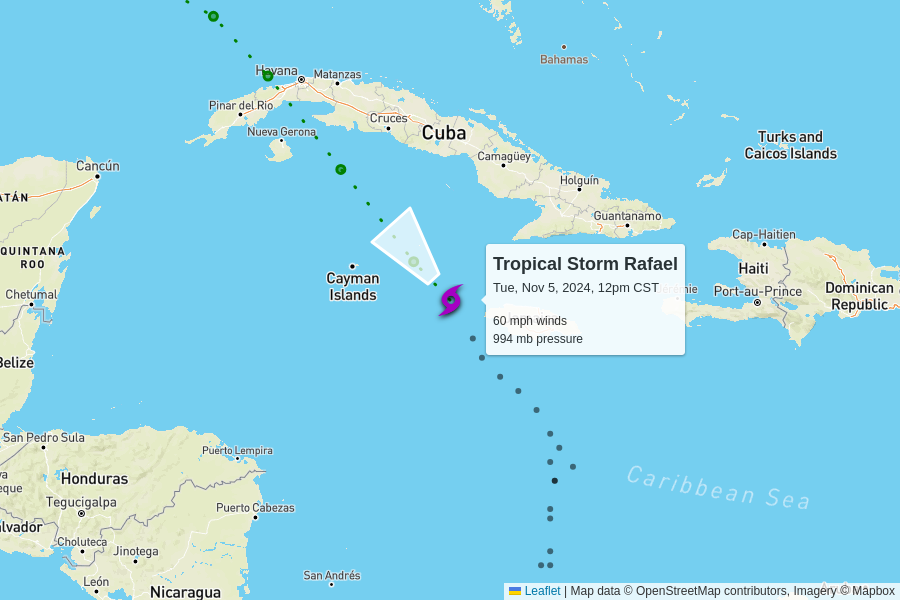 Bahamas
Havana
Matanzas
Pinar del Rio
Cruces
Nueva Gerona
Cuba
Turks and
Caicos Islands
Camagüey
Cancún
Holguín
ATÁN
Guantanamo
Cap-Haitien
QUINTANA
ROO
Cayman
Islands
Tropical Storm Rafael
Tue, Nov 5, 2024, 12pm CST
60 mph winds
994 mb pressure
Haiti
Port-au-Prince
Dominican
Republic
Chetumal
Belize
San Pedro Sula
Puerto Lempira
Honduras
Tegucigalpa
eque
Puerto Cabezas
Caribbean Sea
alvador
Choluteca
Jinotega
León
San Andrés
Nicaragua
Leaflet | Map data © OpenStreetMap contributors, Imagery © Mapbox